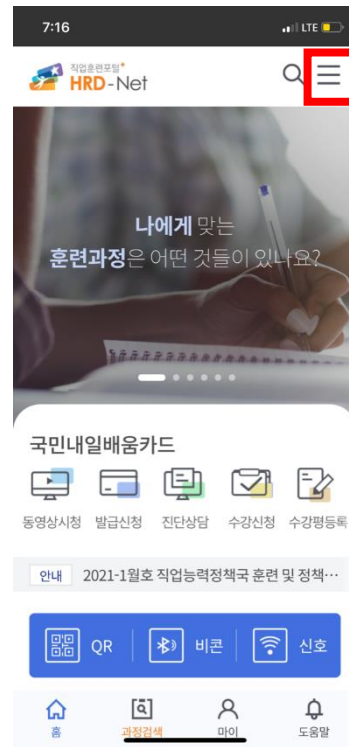 7:16
LTE
직업훈련포털
HRD-Net
나에게 맞는
훈련과정은 어떤 것들이 있나요?
국민내일배움카드
동영상시청 발급신청 진단상담 수강신청 수강평등록
안내 2021-1월호 직업능력정책국 훈련 및 정책…
QR 비콘 신호
홈 과정검색 마이 도움말